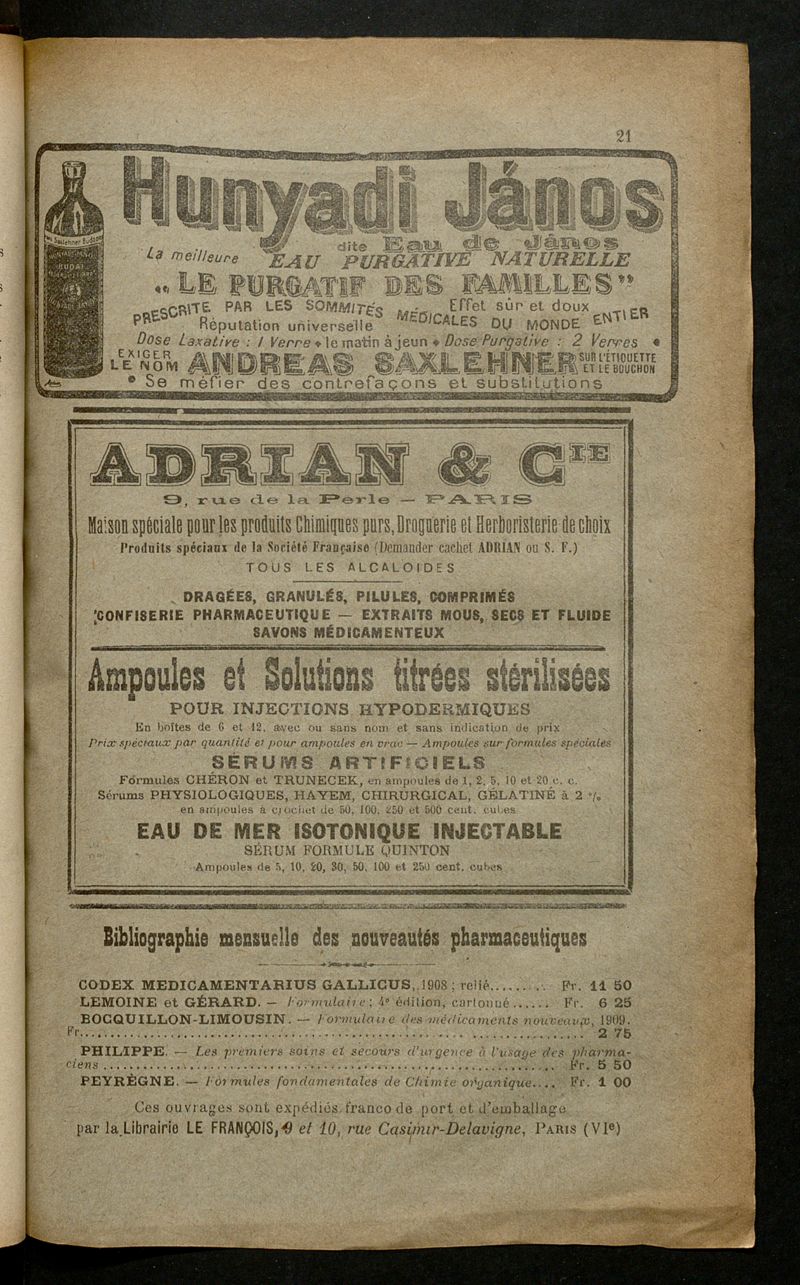 21
Hunyadi János
dite Eau de János
La meilleure EAU PURGATIVE NATURELLE
„ LE PURGATIF DES FAMILLES”
PRESCRITE PAR LES SOMMITÉS MÉDICALES DU MONDE ENTIER
Réputation universelle Effet sûr et doux
Dose Laxative : 1 Verre le matin à jeun Dose Purgative : 2 Verres
EXIGER LE NOM ANDREAS SAXLEHNER SUR L'ÉTIQUETTE ET LE BOUCHON
Se méfier des contrefaçons et substitutions
ADRIAN & CIE
9, rue de la Perle — PARIS
Maison spéciale pour les produits Chimiques purs, Droguerie et Herboristerie de choix
Produits spéciaux de la Société Française (Demander cachet ADRIAN ou S. F.)
TOUS LES ALCALOIDES
DRAGÉES, GRANULÉS, PILULES, COMPRIMÉS
CONFISERIE PHARMACEUTIQUE — EXTRAITS MOUS, SECS ET FLUIDE
SAVONS MÉDICAMENTEUX
Ampoules et Solutions titrées stérilisées
POUR INJECTIONS HYPODERMIQUES
En boîtes de 6 et 12, avec ou sans nom et sans indication de prix
Prix spéciaux par quantité et pour ampoules en vrac — Ampoules sur formules spéciales
SÉRUMS ARTIFICIELS
Formules CHÉRON et TRUNECEK, en ampoules de 1, 2, 5, 10 et 20 c. c.
Sérums PHYSIOLOGIQUES, HAYEM, CHIRURGICAL, GÉLATINÉ à 2 %
en ampoules à crochet de 50, 100, 250 et 500 cent. cubes
EAU DE MER ISOTONIQUE INJECTABLE
SÉRUM FORMULE QUINTON
Ampoules de 5, 10, 20, 30, 50, 100 et 250 cent. cubes
Bibliographie mensuelle des nouveautés pharmaceutiques
CODEX MEDICAMENTARIUS GALLICUS, 1908 ; relié......... Fr. 11 50
LEMOINE et GÉRARD. — Formulaire ; 4e édition, cartonné...... Fr. 6 25
BOCQUILLON-LIMOUSIN. — Formulaire des médicaments nouveaux, 1909.
Fr.......... 2 75
PHILIPPE. — Les premiers soins et secours d'urgence à l'usage des pharma-
ciens.......... Fr. 5 50
PEYRÈGNE. — Formules fondamentales de Chimie organique.... Fr. 1 00
Ces ouvrages sont expédiés franco de port et d'emballage
par la Librairie LE FRANÇOIS, 9 et 10, rue Casimir-Delavigne, PARIS (VIe)